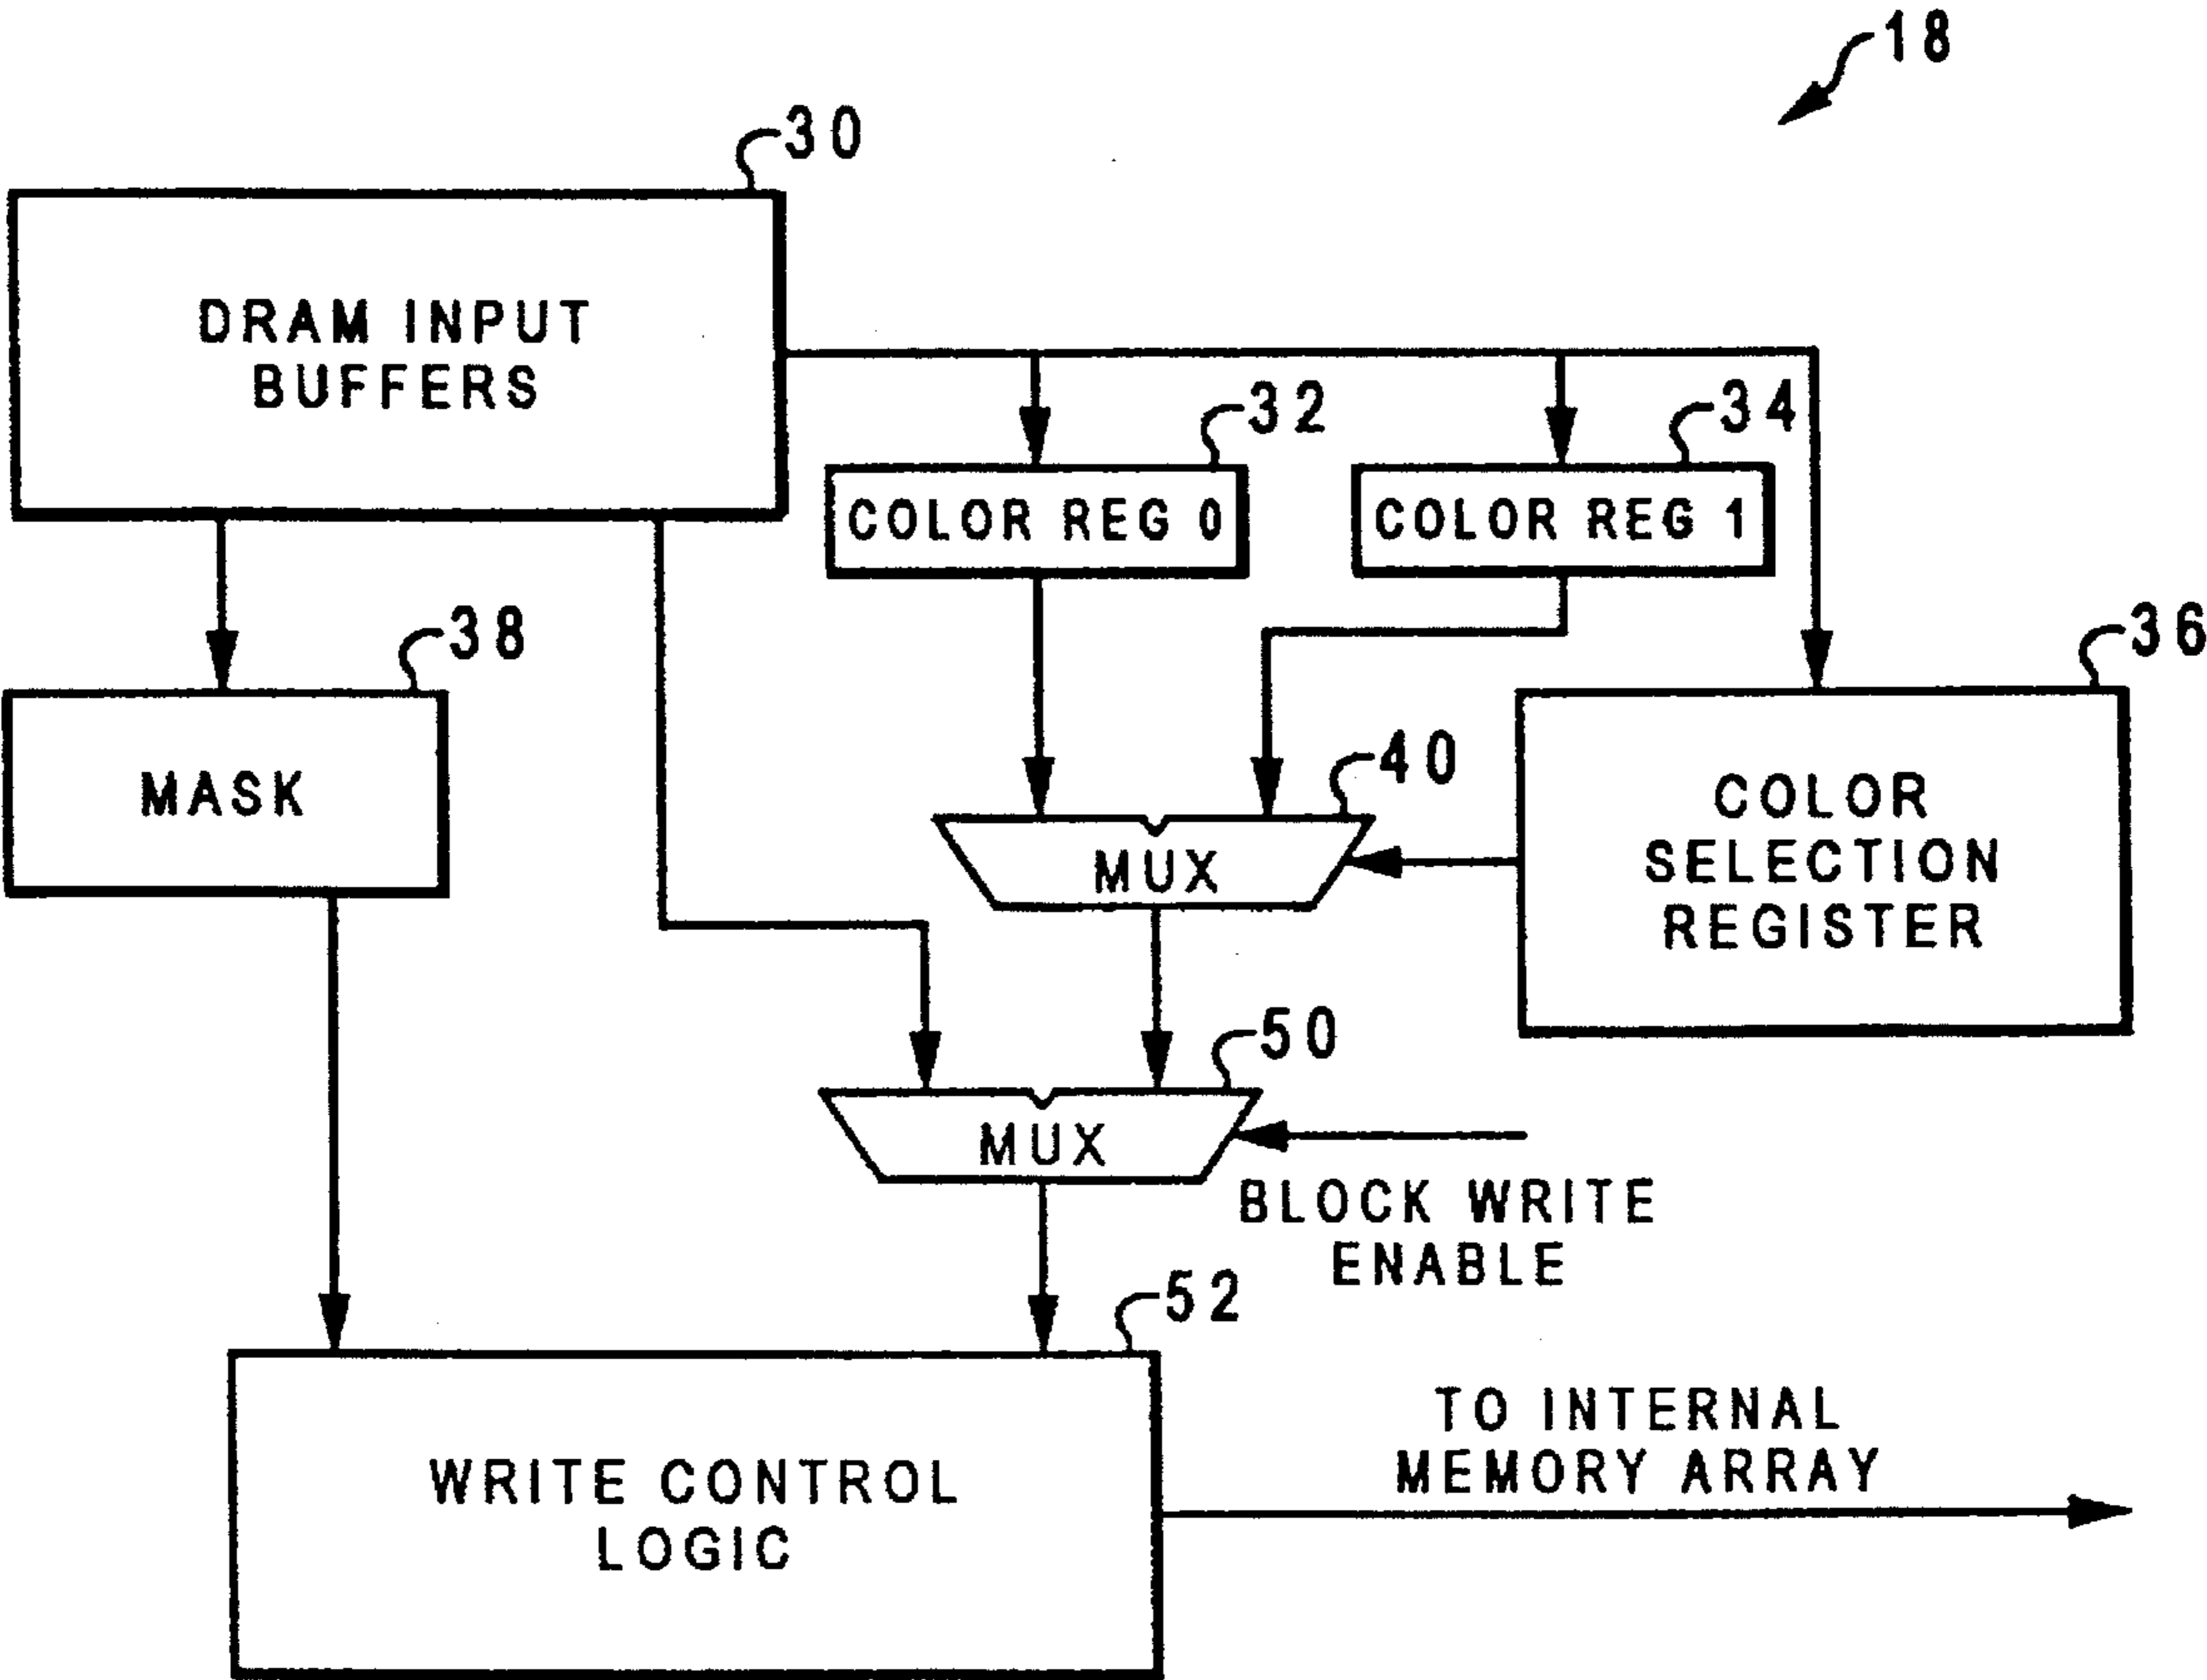 18
30
DRAM INPUT
BUFFERS
32
34
COLOR REG 0
COLOR REG 1
38
36
MASK
40
COLOR
SELECTION
REGISTER
MUX
50
MUX
BLOCK WRITE
ENABLE
52
WRITE CONTROL
LOGIC
TO INTERNAL
MEMORY ARRAY